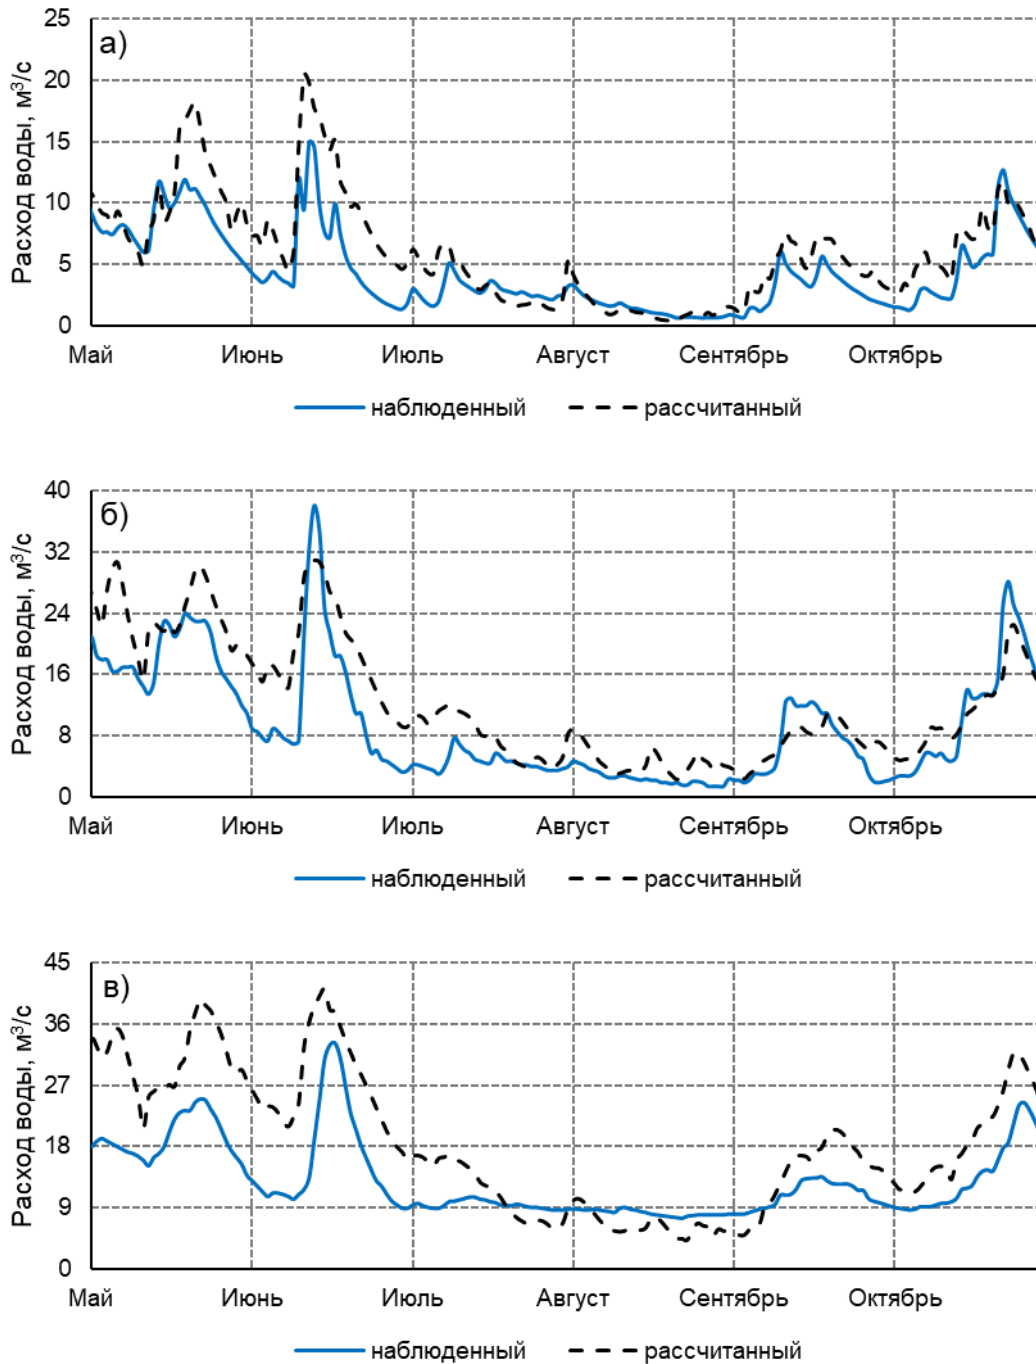 Расход воды, м³/с
а)
25
20
15
10
5
0
Май Июнь Июль Август Сентябрь Октябрь
наблюденный рассчитанный
Расход воды, м³/с
б)
40
32
24
16
8
0
Май Июнь Июль Август Сентябрь Октябрь
наблюденный рассчитанный
Расход воды, м³/с
в)
45
36
27
18
9
0
Май Июнь Июль Август Сентябрь Октябрь
наблюденный рассчитанный